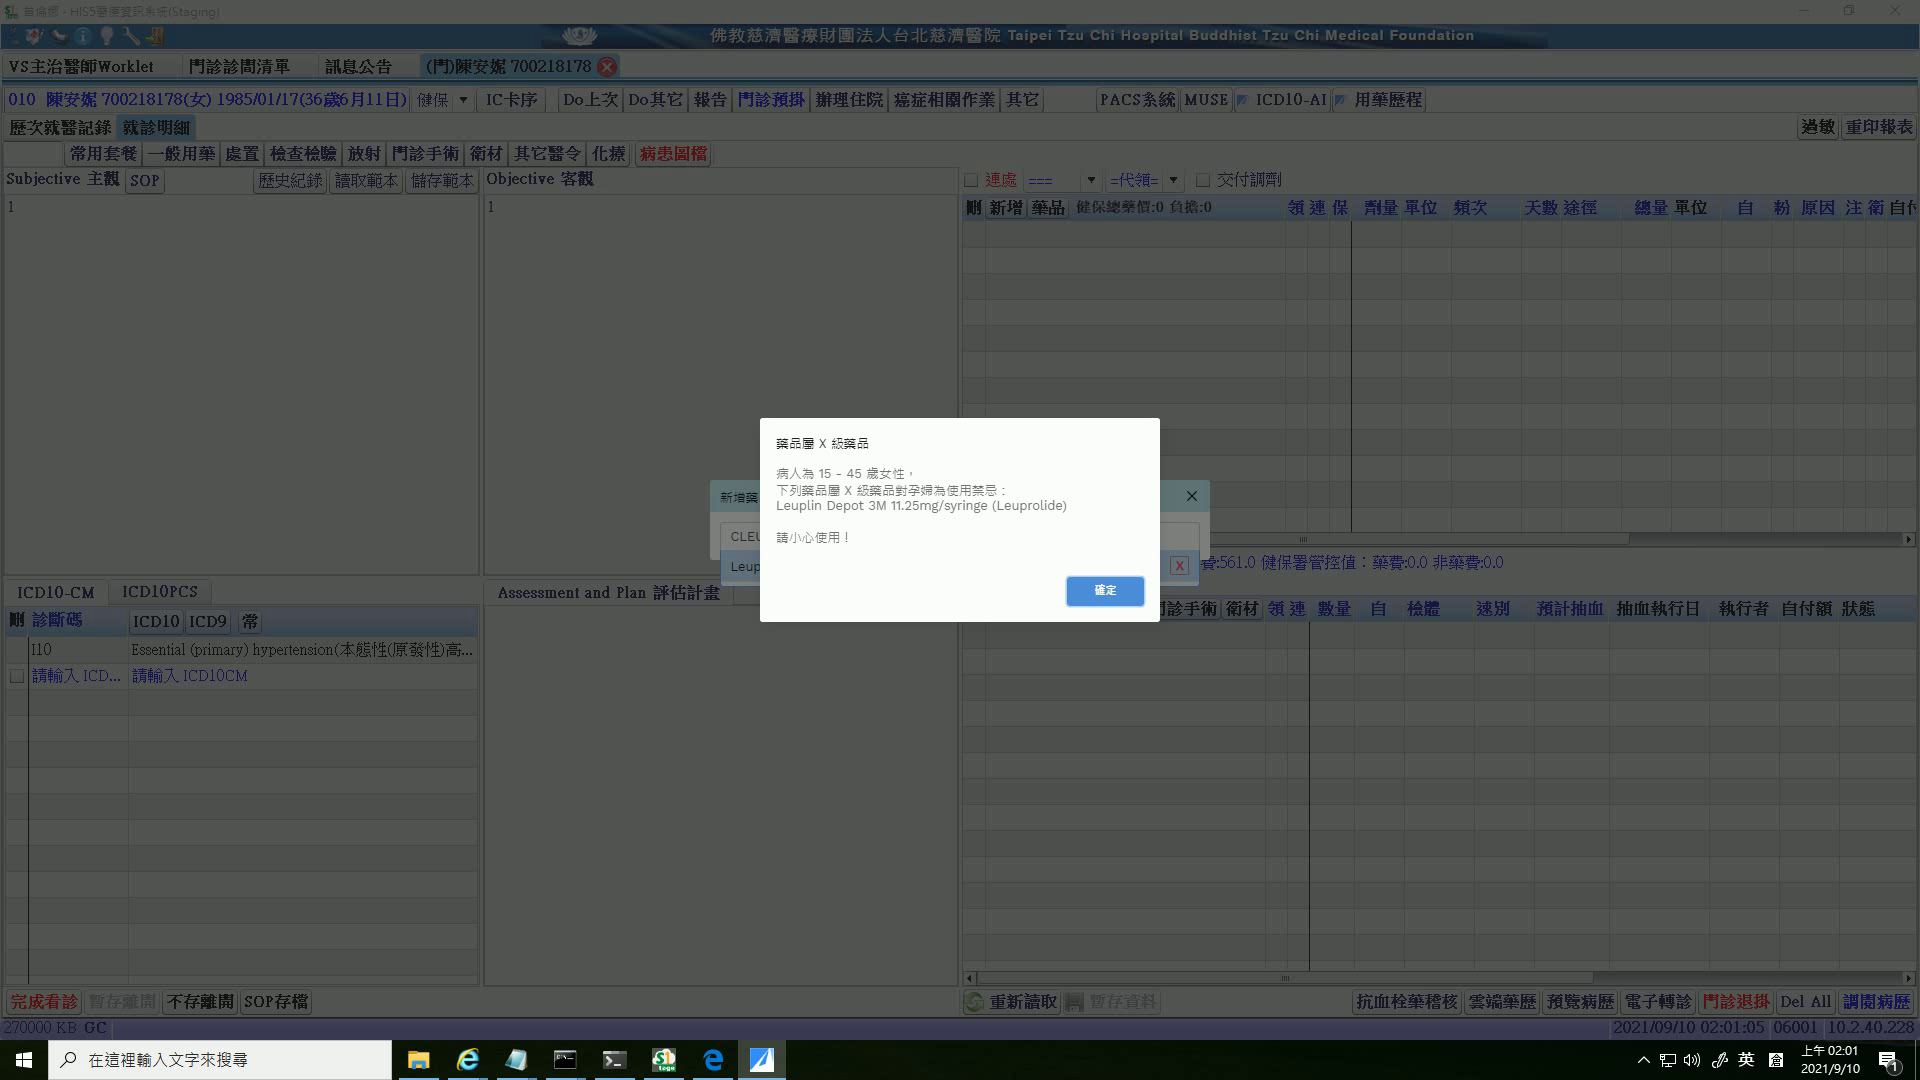 首倫娜 - HIS5醫療資訊系統(Staging)
佛教慈濟醫療財團法人台北慈濟醫院 Taipei Tzu Chi Hospital Buddhist Tzu Chi Medical Foundation
VS主治醫師Worklet 門診診間清單 訊息公告 (門)陳安妮 700218178
010 陳安妮 700218178(女) 1985/01/17(36歲6月11日) 健保 IC卡序 Do上次 Do其它 報告 門診預掛 辦理住院 癌症相關作業 其它 PACS系統 MUSE ICD10-AI 用藥歷程
歷次就醫記錄 就診明細 過敏 重印報表
常用套餐 一般用藥 處置 檢查檢驗 放射 門診手術 衛材 其它醫令 化療 病患圖檔
Subjective 主觀 SOP 歷史紀錄 讀取範本 儲存範本 Objective 客觀 連處 === =代領= 交付調劑
1 1 刪 新增 藥品 健保總藥價:0 負擔:0 領 連 保 劑量 單位 頻次 天數 途徑 總量 單位 自 粉 原因 注 衛 自付
藥品屬 X 級藥品
病人為 15 - 45 歲女性，
下列藥品屬 X 級藥品對孕婦為使用禁忌：
Leuplin Depot 3M 11.25mg/syringe (Leuprolide)
請小心使用！
確定
新增藥
CLEU
Leup X
費:561.0 健保署管控值：藥費:0.0 非藥費:0.0
ICD10-CM ICD10PCS Assessment and Plan 評估計畫
門診手術 衛材 領 連 數量 自 檢體 速別 預計抽血 抽血執行日 執行者 自付額 狀態
刪 診斷碼 ICD10 ICD9 常
I10 Essential (primary) hypertension(本態性(原發性)高...
請輸入 ICD... 請輸入 ICD10CM
完成看診 暫存離開 不存離開 SOP存檔 重新讀取 暫存資料 抗血栓藥稽核 雲端藥歷 預覽病歷 電子轉診 門診退掛 Del All 調閱病歷
270000 KB GC 2021/09/10 02:01:05 06001 10.2.40.228
在這裡輸入文字來搜尋 英 上午 02:01
2021/9/10
1